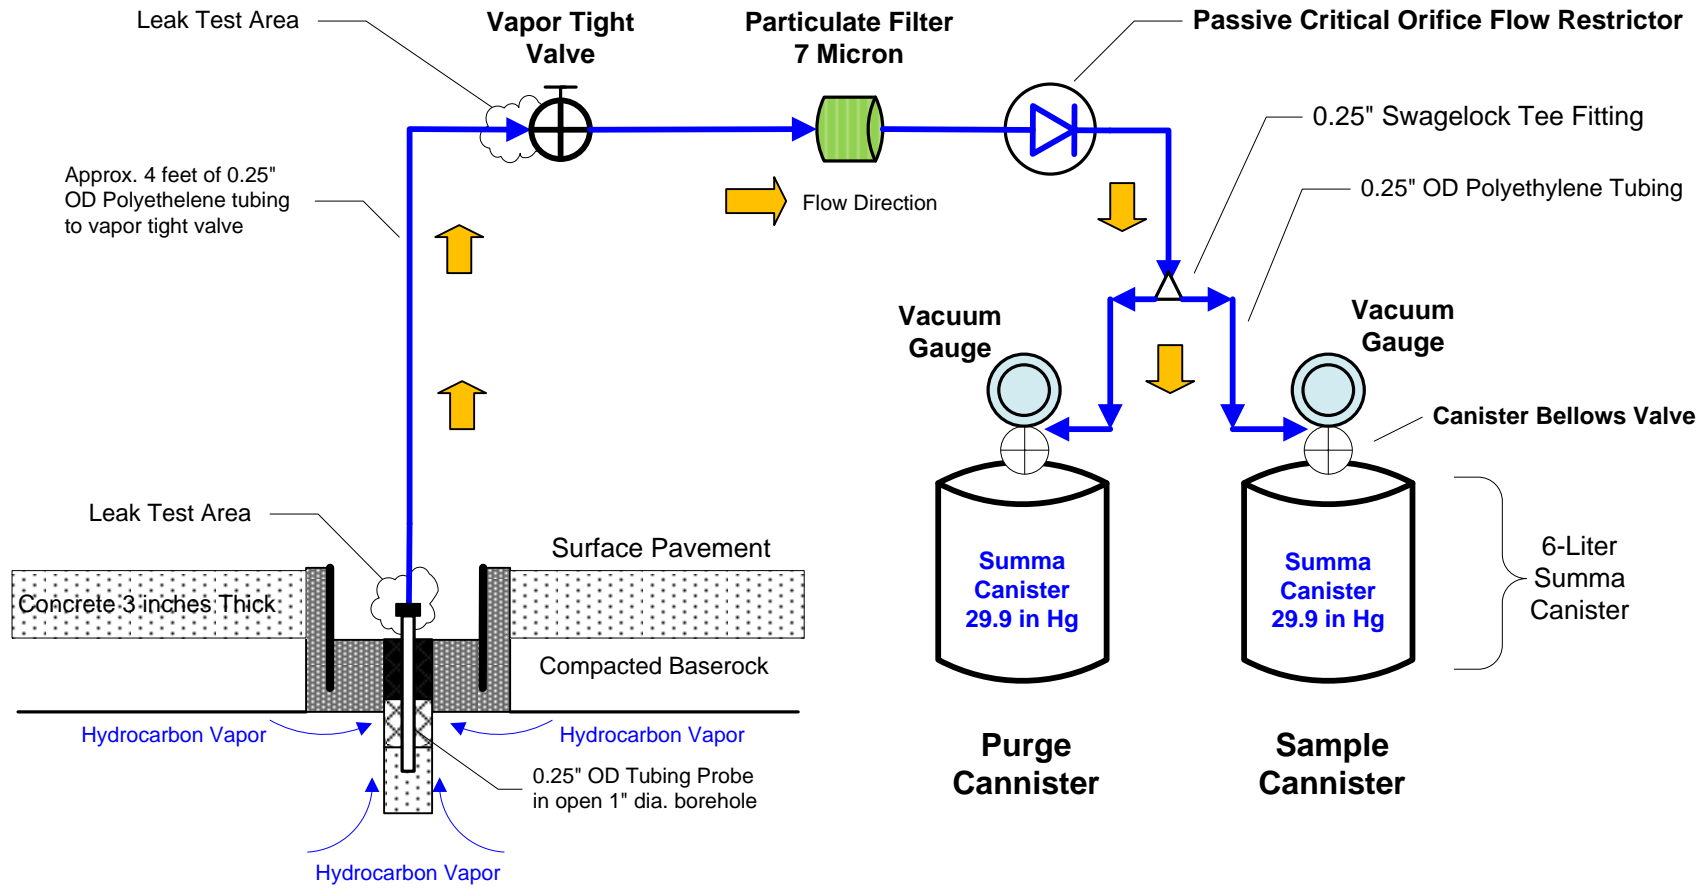 Leak Test Area
Vapor Tight
Valve
Particulate Filter
7 Micron
Passive Critical Orifice Flow Restrictor
0.25" Swagelock Tee Fitting
Approx. 4 feet of 0.25"
OD Polyethelene tubing
to vapor tight valve
Flow Direction
0.25" OD Polyethylene Tubing
Vacuum
Gauge
Vacuum
Gauge
Canister Bellows Valve
Leak Test Area
Surface Pavement
Concrete 3 inches Thick
Compacted Baserock
Summa
Canister
29.9 in Hg
Summa
Canister
29.9 in Hg
6-Liter
Summa
Canister
Hydrocarbon Vapor
Hydrocarbon Vapor
0.25" OD Tubing Probe
in open 1" dia. borehole
Hydrocarbon Vapor
Purge
Cannister
Sample
Cannister